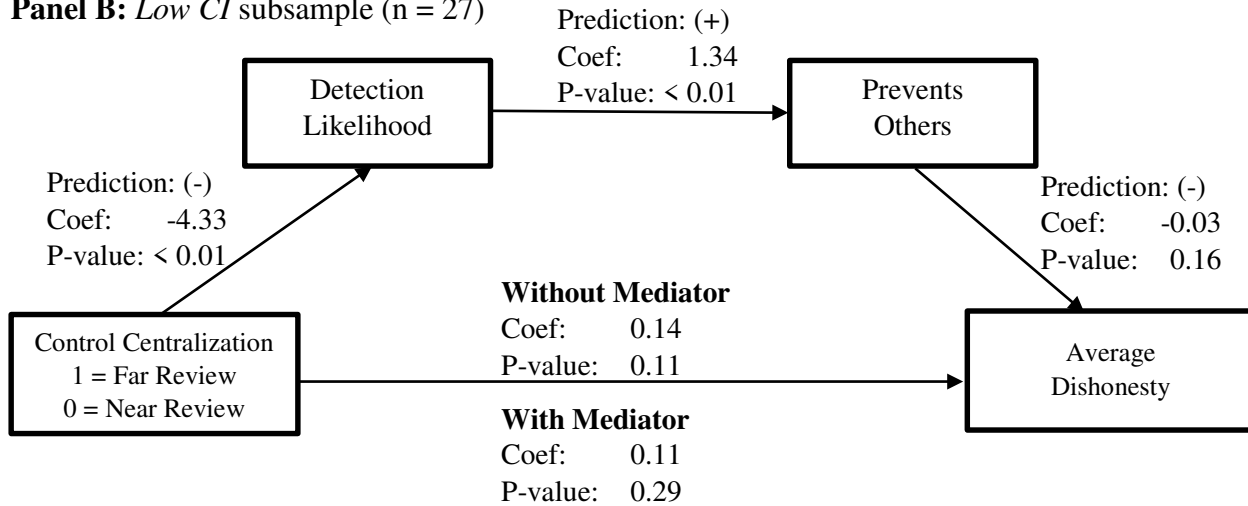 Panel B: Low CI subsample (n = 27)
Prediction: (+)
Coef: 1.34
P-value: < 0.01
Detection
Likelihood
Prevents
Others
Prediction: (-)
Coef: -4.33
P-value: < 0.01
Prediction: (-)
Coef: -0.03
P-value: 0.16
Without Mediator
Coef: 0.14
P-value: 0.11
Control Centralization
1 = Far Review
0 = Near Review
Average
Dishonesty
With Mediator
Coef: 0.11
P-value: 0.29